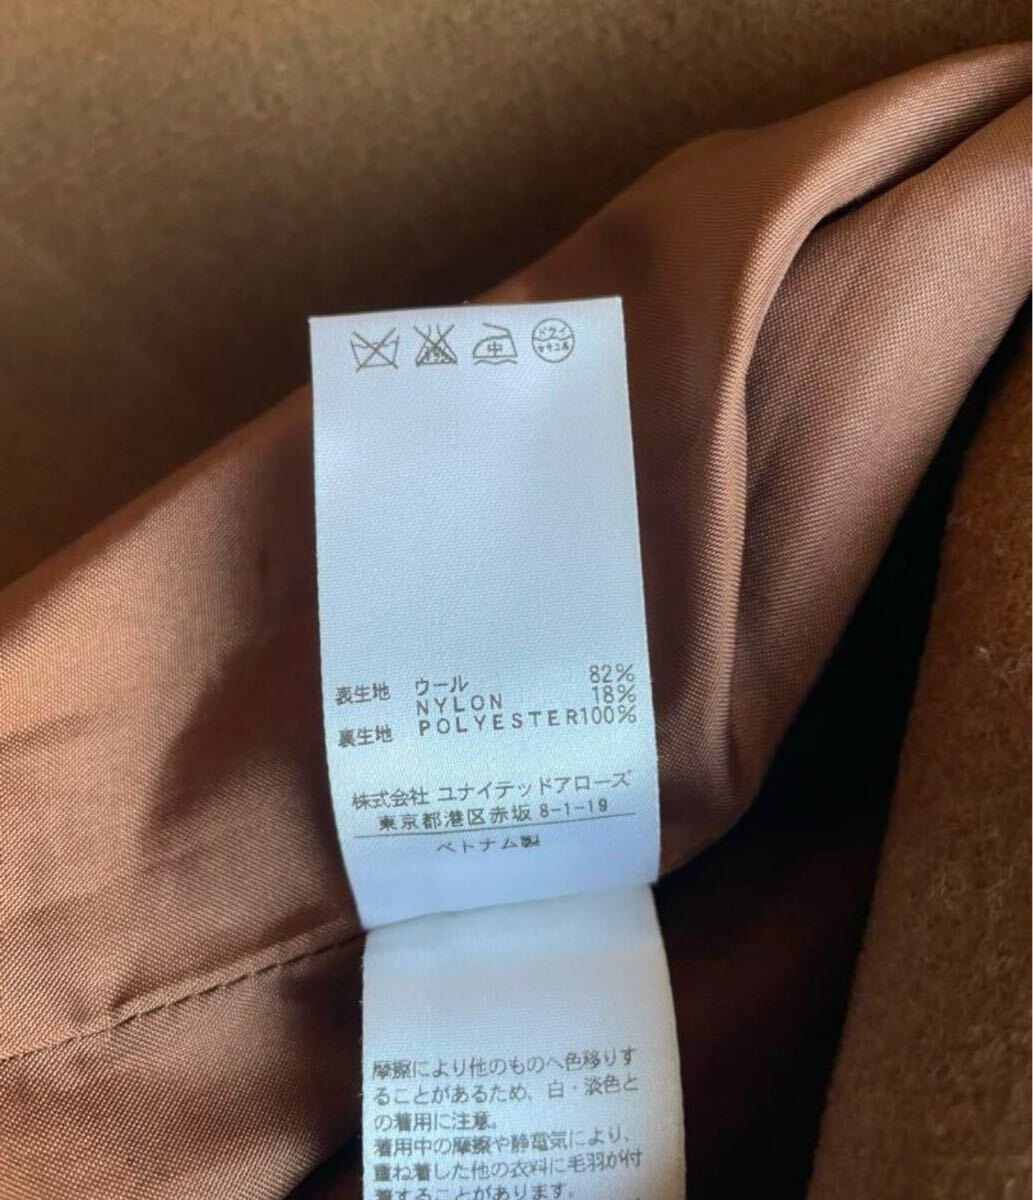 中
ドライ
セキユ系
表生地 ウール 82%
NYLON 18%
裏生地 POLYESTER100%
株式会社 ユナイテッドアローズ
東京都港区赤坂 8-1-19
ベトナム製
摩擦により他のものへ色移りす
ることがあるため、白・淡色と
の着用に注意。
着用中の摩擦や静電気により、
重ね着した他の衣料に毛羽が付
着することがあります。